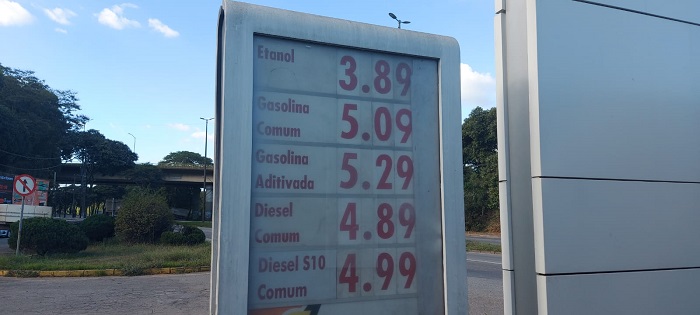 Etanol 3.89
Gasolina
Comum 5.09
Gasolina
Aditivada 5.29
Diesel
Comum 4.89
Diesel S10
Comum 4.99